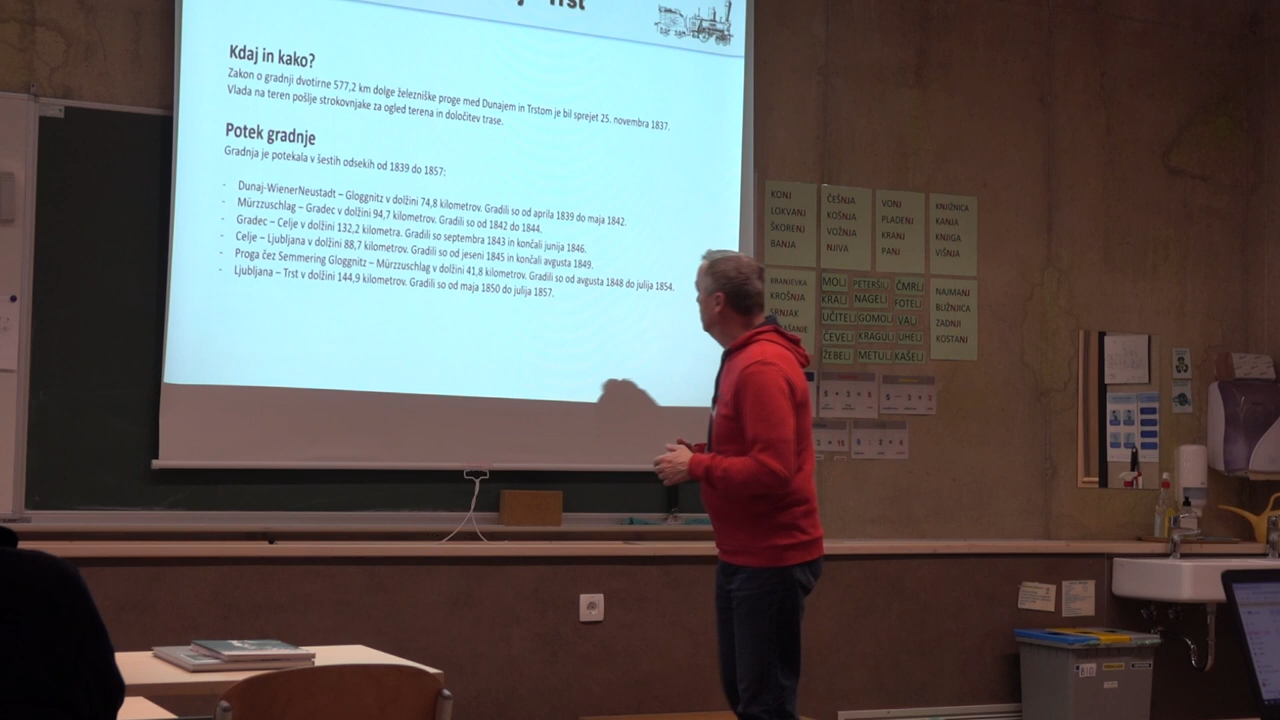 Trst
Kdaj in kako?
Zakon o gradnji dvotirne 577,2 km dolge železniške proge med Dunajem in Trstom je bil sprejet 25. novembra 1837.
Vlada na teren pošlje strokovnjake za ogled terena in določitev trase.
Potek gradnje
Gradnja je potekala v šestih odsekih od 1839 do 1857:
- Dunaj-WienerNeustadt – Gloggnitz v dolžini 74,8 kilometrov. Gradili so od aprila 1839 do maja 1842.
- Mürzzuschlag – Gradec v dolžini 94,7 kilometrov. Gradili so od 1842 do 1844.
- Gradec – Celje v dolžini 132,2 kilometra. Gradili so septembra 1843 in končali junija 1846.
- Celje – Ljubljana v dolžini 88,7 kilometrov. Gradili so od jeseni 1845 in končali avgusta 1849.
- Proga čez Semmering Gloggnitz – Mürzzuschlag v dolžini 41,8 kilometrov. Gradili so od avgusta 1848 do julija 1854.
- Ljubljana – Trst v dolžini 144,9 kilometrov. Gradili so od maja 1850 do julija 1857.
KONJ
LOKVANJ
ŠKORENJ
BANJA
ČEŠNJA
KOŠNJA
VOŽNJA
NJIVA
VONJ
PLADENJ
KRANJ
PANJ
KNJIŽNICA
KANJA
KNJIGA
VIŠNJA
BRANJEVKA
KROŠNJA
SRNJAK
MOLJ PETERŠILJ ČMRLJ
KRALJ NAGELJ FOTELJ
UČITELJ GOMOLJ VALJ
ČEVELJ KRAGULJ UHELJ
ŽEBELJ METULJ KAŠELJ
NAJMANJ
BLIŽNJICA
ZADNJI
KOSTANJ
BIO